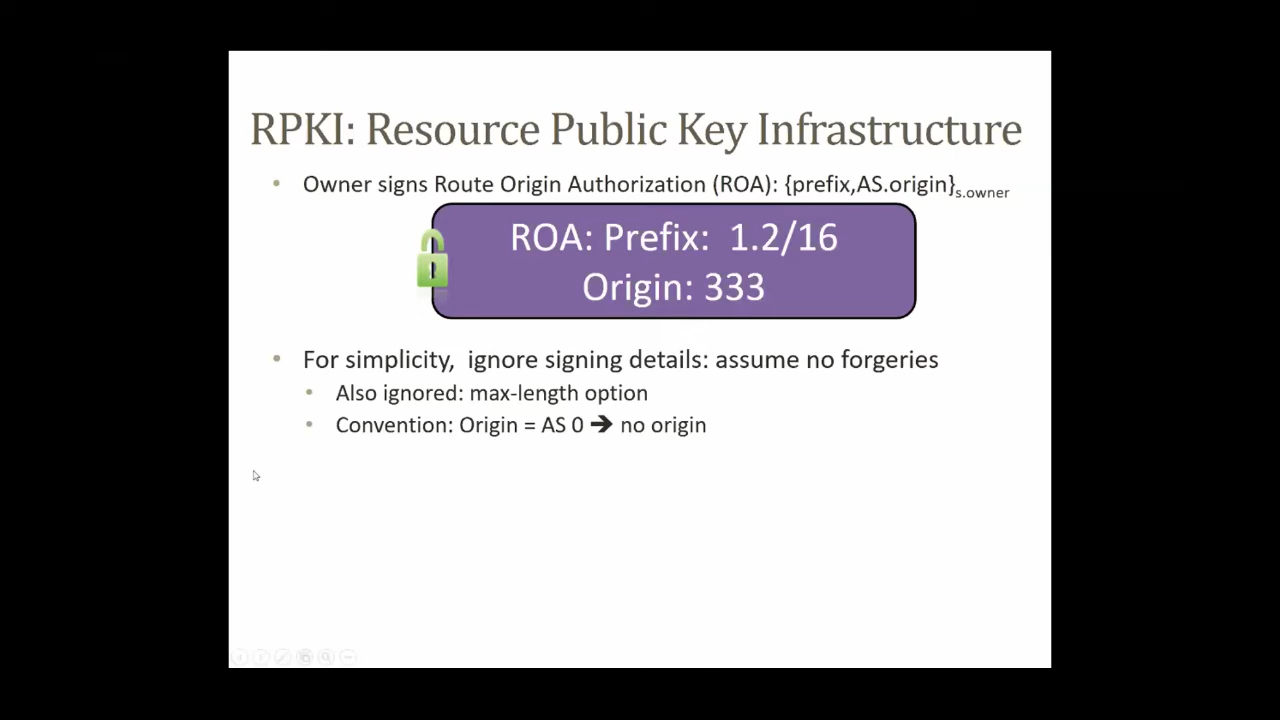 RPKI: Resource Public Key Infrastructure
• Owner signs Route Origin Authorization (ROA): {prefix,AS.origin}s.owner
ROA: Prefix: 1.2/16
Origin: 333
• For simplicity, ignore signing details: assume no forgeries
• Also ignored: max-length option
• Convention: Origin = AS 0 ➔ no origin